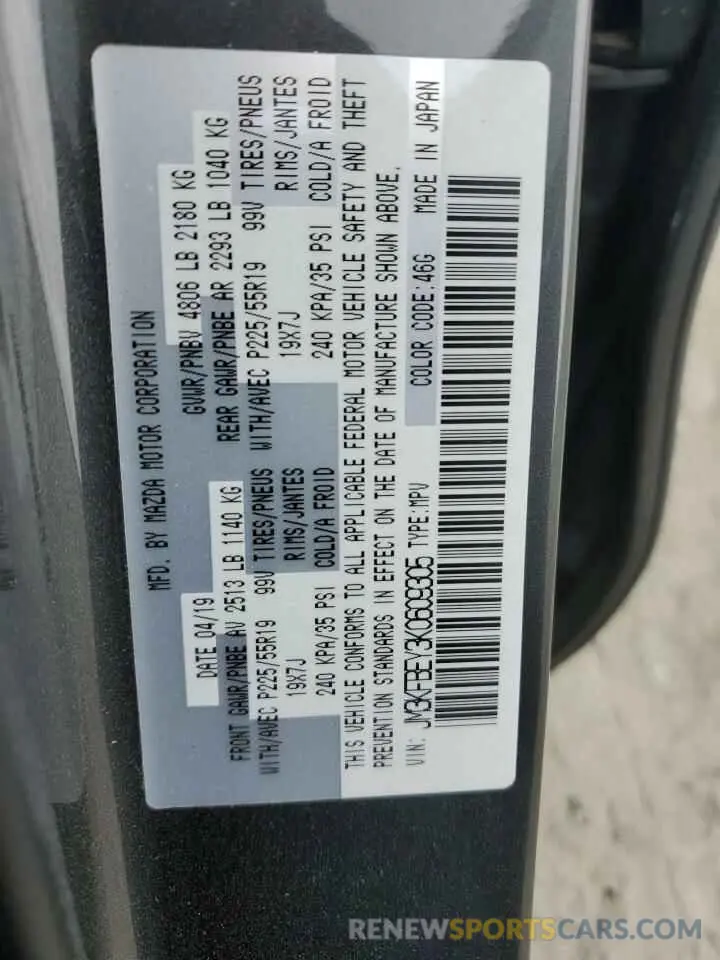 MFD. BY MAZDA MOTOR CORPORATION
DATE 04/19 GVWR/PNBV 4806 LB 2180 KG
FRONT GAWR/PNBE AV 2513 LB 1140 KG REAR GAWR/PNBE AR 2293 LB 1040 KG
WITH/AVEC P225/55R19 99V TIRES/PNEUS WITH/AVEC P225/55R19 99V TIRES/PNEUS
19X7J RIMS/JANTES 19X7J RIMS/JANTES
240 KPA/35 PSI COLD/A FROID 240 KPA/35 PSI COLD/A FROID
THIS VEHICLE CONFORMS TO ALL APPLICABLE FEDERAL MOTOR VEHICLE SAFETY AND THEFT
PREVENTION STANDARDS IN EFFECT ON THE DATE OF MANUFACTURE SHOWN ABOVE.
VIN: JM3KFBEY3K0609305 TYPE:MPV COLOR CODE:46G MADE IN JAPAN
RENEWSPORTSCARS.COM